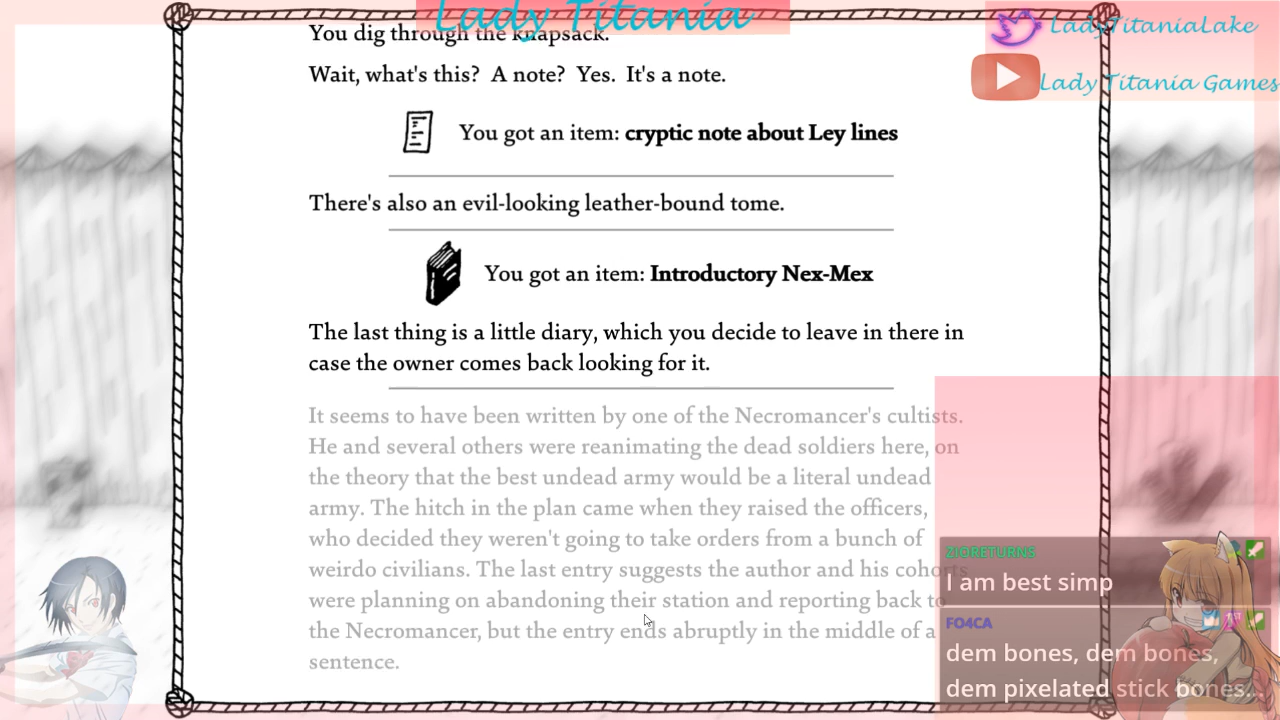 Lady Titania
LadyTitaniaLake
Lady Titania Games
You dig through the knapsack.
Wait, what's this?  A note?  Yes.  It's a note.
You got an item: cryptic note about Ley lines
There's also an evil-looking leather-bound tome.
You got an item: Introductory Nex-Mex
The last thing is a little diary, which you decide to leave in there in
case the owner comes back looking for it.
It seems to have been written by one of the Necromancer's cultists.
He and several others were reanimating the dead soldiers here, on
the theory that the best undead army would be a literal undead
army. The hitch in the plan came when they raised the officers,
who decided they weren't going to take orders from a bunch of
weirdo civilians. The last entry suggests the author and his cohorts
were planning on abandoning their station and reporting back to
the Necromancer, but the entry ends abruptly in the middle of a
sentence.
2IORETURNS
I am best simp
FO4CA
dem bones, dem bones,
dem pixelated stick bones...